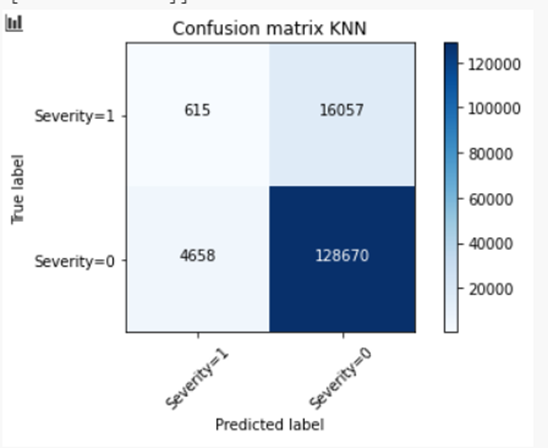 Confusion matrix KNN
Severity=1
615
16057
Severity=0
4658
128670
True label
Severity=1
Severity=0
Predicted label
120000
100000
80000
60000
40000
20000